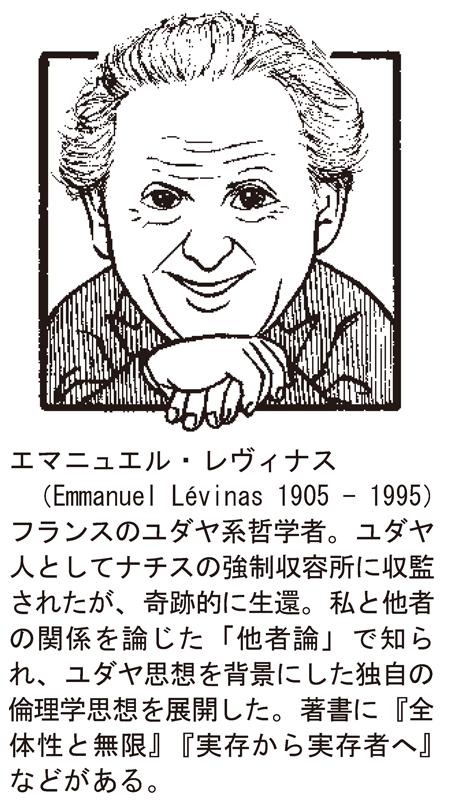 エマニュエル・レヴィナス
（Emmanuel Lévinas 1905 − 1995）
フランスのユダヤ系哲学者。ユダヤ
人としてナチスの強制収容所に収監
されたが、奇跡的に生還。私と他者
の関係を論じた「他者論」で知ら
れ、ユダヤ思想を背景にした独自の
倫理学思想を展開した。著書に『全
体性と無限』『実存から実存者へ』
などがある。